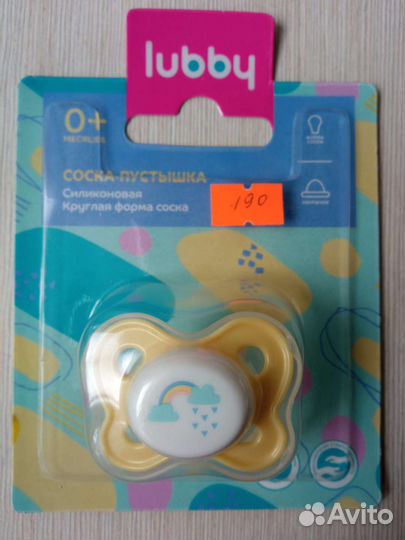 lubby
0+
МЕСЯЦЕВ
СОСКА-ПУСТЫШКА
Силиконовая
Круглая форма соска
190
Avito